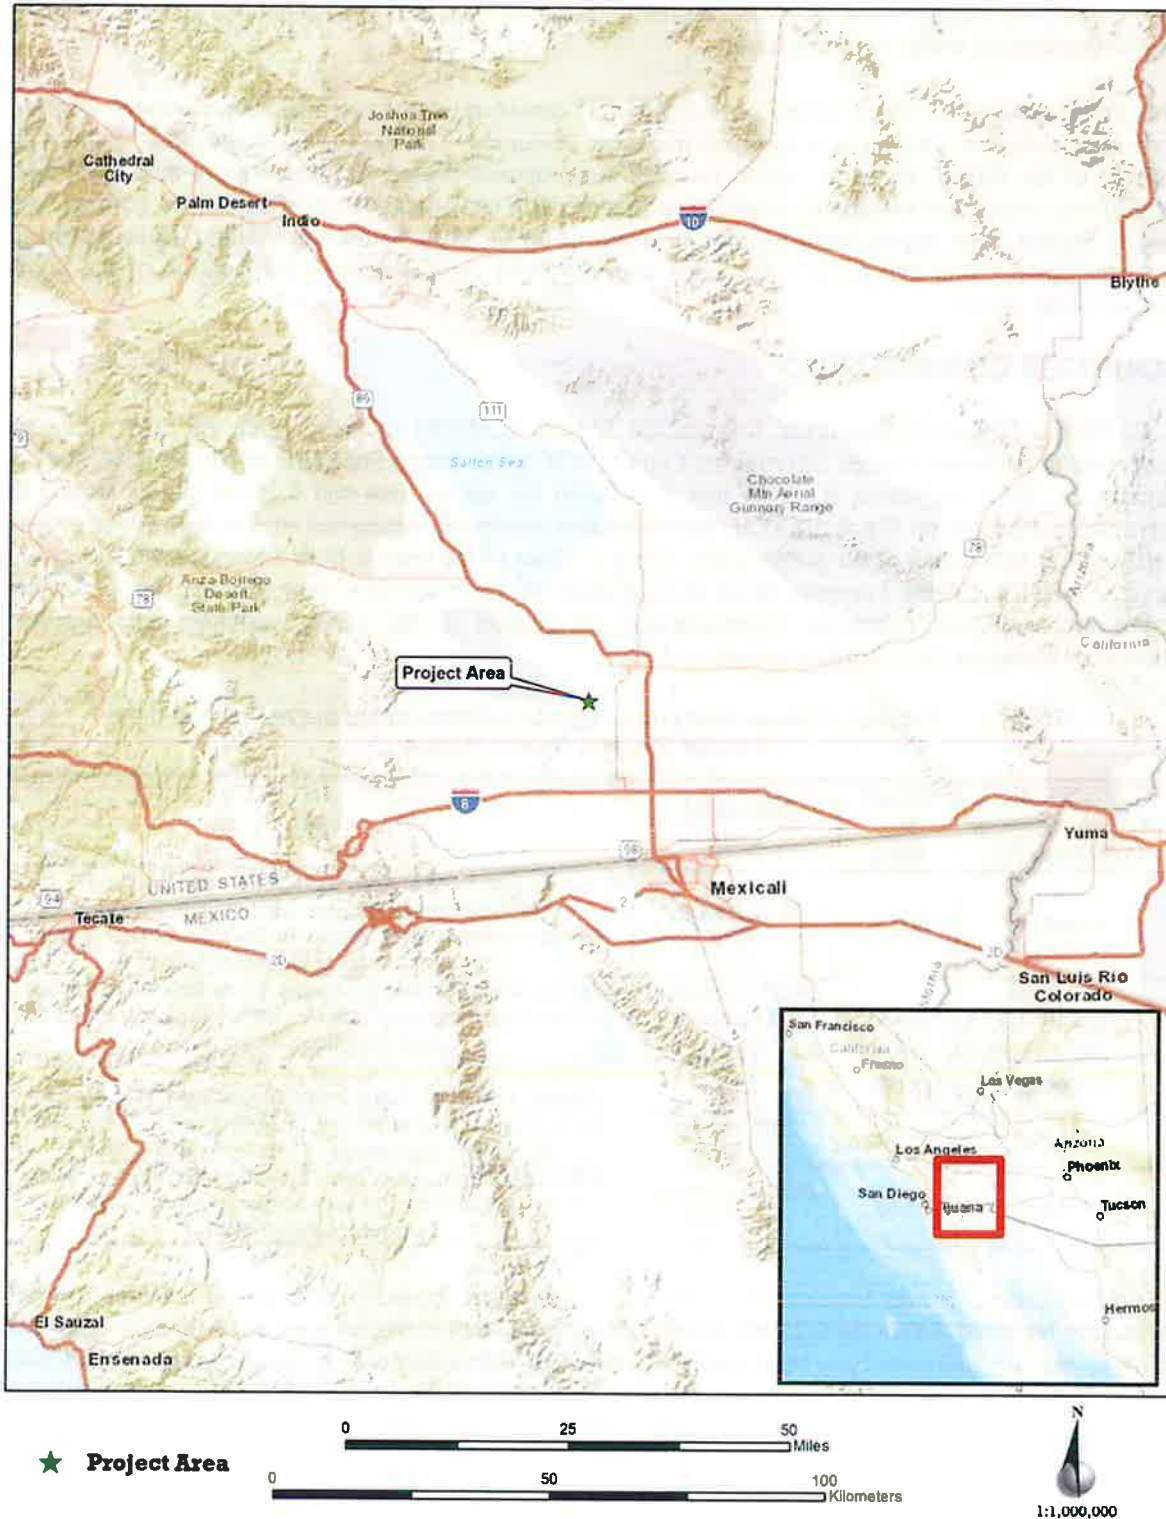 Joshua Tree
National
Park
Cathedral
City
Palm Desert
Indio
10
Blythe
86
111
Salton Sea
Chocolate
Mtn Aerial
Gunnery Range
78
Arizona
California
Anza-Borrego
Desert
State Park
78
Project Area
8
98
Yuma
UNITED STATES
MEXICO
94
Tecate
Mexicali
2
2D
2D
San Luis Rio
Colorado
5
3
El Sauzal
Ensenada
San Francisco
California
Fresno
Las Vegas
Los Angeles
Arizona
Phoenix
San Diego
Tijuana
Tucson
Hermos
Project Area
0 25 50
Miles
0 50 100
Kilometers
N
1:1,000,000